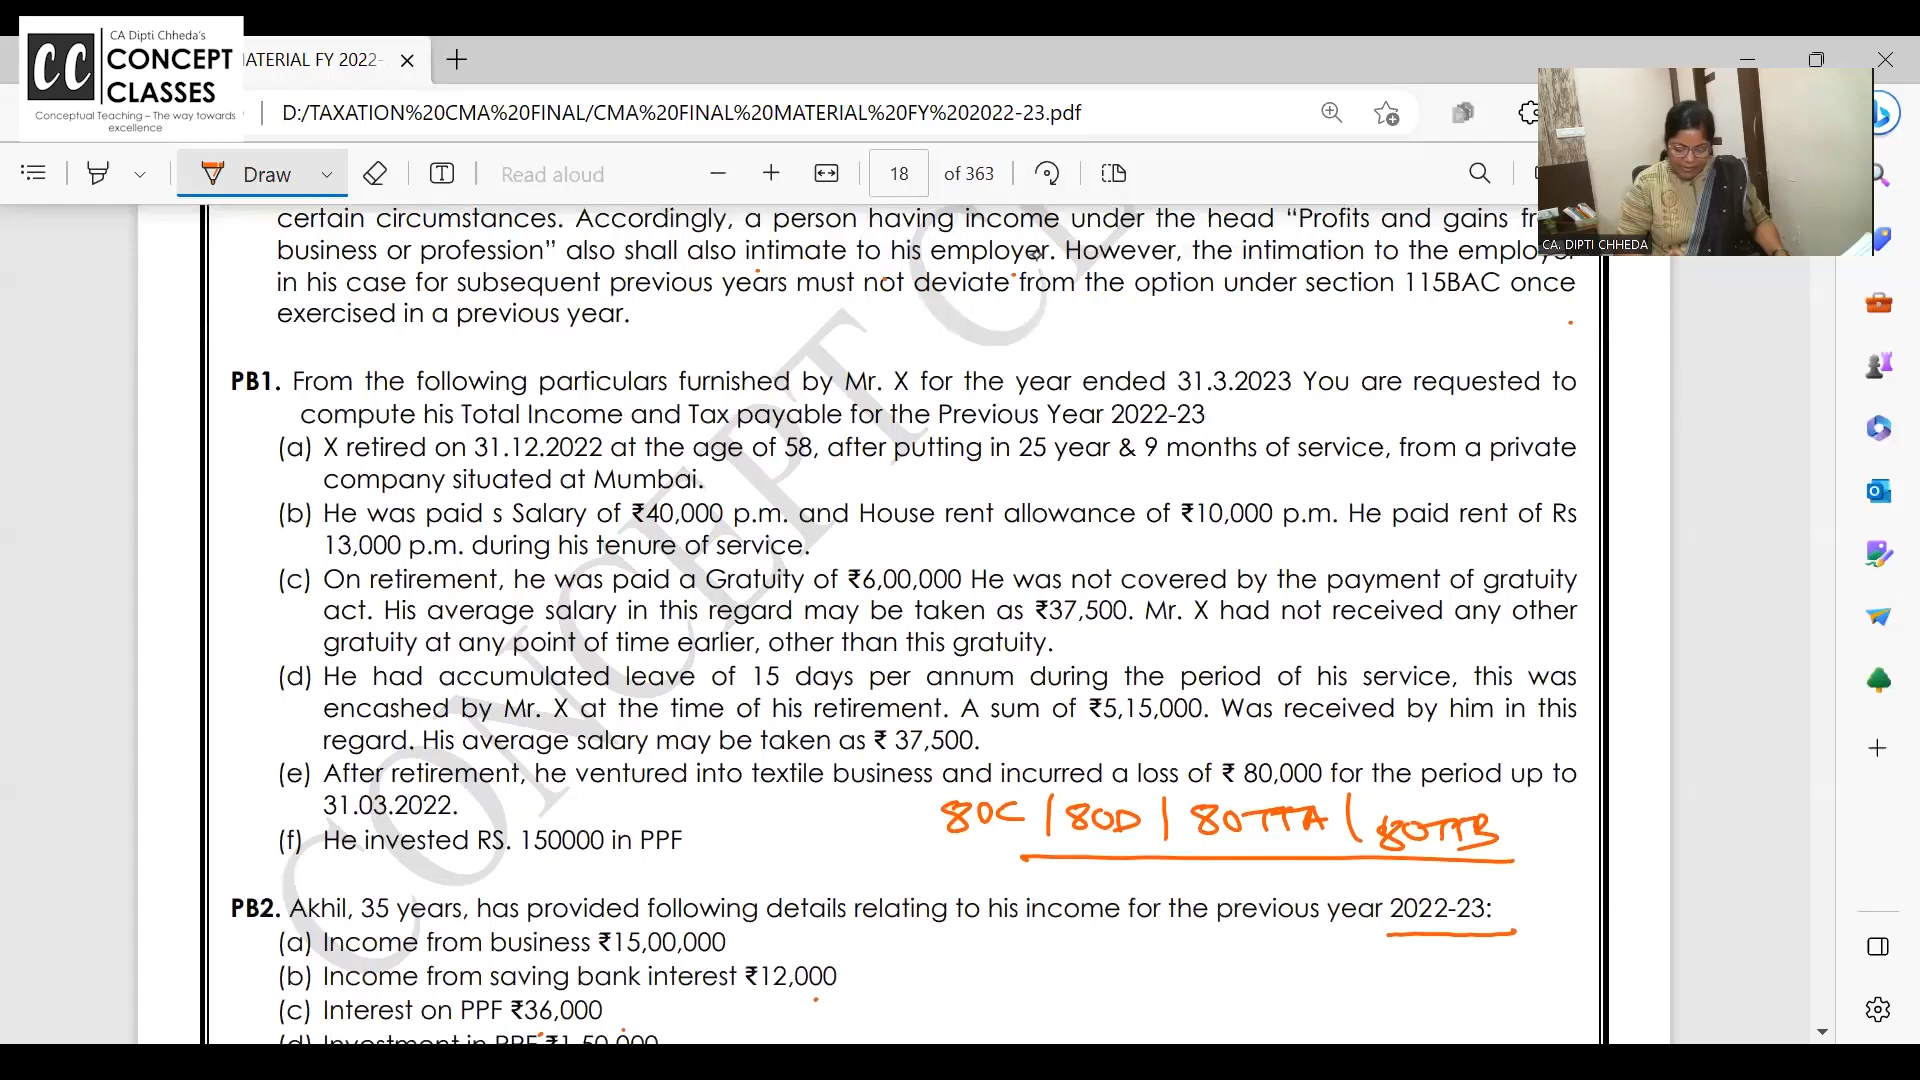 CC
CA Dipti Chheda's
CONCEPT
CLASSES
Conceptual Teaching – The way towards
excellence
ATERIAL FY 2022-
D:/TAXATION%20CMA%20FINAL/CMA%20FINAL%20MATERIAL%20FY%202022-23.pdf
Draw
Read aloud
18 of 363
CA. DIPTI CHHEDA
certain circumstances. Accordingly, a person having income under the head “Profits and gains
business or profession” also shall also intimate to his employer. However, the intimation to the
in his case for subsequent previous years must not deviate from the option under section 115BAC once
exercised in a previous year.
PB1. From the following particulars furnished by Mr. X for the year ended 31.3.2023 You are requested to
compute his Total Income and Tax payable for the Previous Year 2022-23
(a) X retired on 31.12.2022 at the age of 58, after putting in 25 year & 9 months of service, from a private
company situated at Mumbai.
(b) He was paid s Salary of ₹40,000 p.m. and House rent allowance of ₹10,000 p.m. He paid rent of Rs
13,000 p.m. during his tenure of service.
(c) On retirement, he was paid a Gratuity of ₹6,00,000 He was not covered by the payment of gratuity
act. His average salary in this regard may be taken as ₹37,500. Mr. X had not received any other
gratuity at any point of time earlier, other than this gratuity.
(d) He had accumulated leave of 15 days per annum during the period of his service, this was
encashed by Mr. X at the time of his retirement. A sum of ₹5,15,000. Was received by him in this
regard. His average salary may be taken as ₹ 37,500.
(e) After retirement, he ventured into textile business and incurred a loss of ₹ 80,000 for the period up to
31.03.2022.
80C | 80D | 80TTA | 80TTB
(f) He invested RS. 150000 in PPF
PB2. Akhil, 35 years, has provided following details relating to his income for the previous year 2022-23:
(a) Income from business ₹15,00,000
(b) Income from saving bank interest ₹12,000
(c) Interest on PPF ₹36,000
(d) Investment in PPF ₹1,50,000
CONCEPT CL